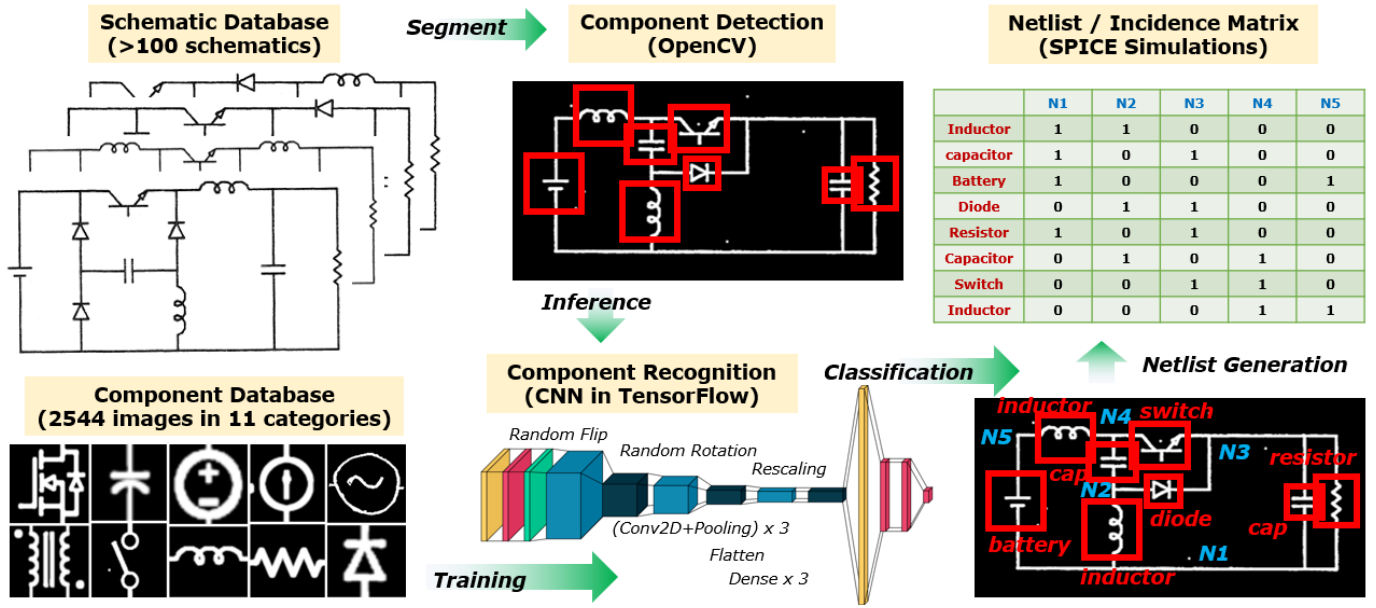 Schematic Database
(>100 schematics)
Segment
Component Detection
(OpenCV)
Netlist / Incidence Matrix
(SPICE Simulations)
N1 N2 N3 N4 N5
Inductor 1 1 0 0 0
capacitor 1 0 1 0 0
Battery 1 0 0 0 1
Diode 0 1 1 0 0
Resistor 1 0 1 0 0
Capacitor 0 1 0 1 0
Switch 0 0 1 1 0
Inductor 0 0 0 1 1
Inference
Netlist Generation
Component Recognition
(CNN in TensorFlow)
Classification
Component Database
(2544 images in 11 categories)
Random Flip
Random Rotation
Rescaling
(Conv2D+Pooling) x 3
Flatten
Dense x 3
Training
inductor
N4
switch
N5
N3
resistor
cap
N2
diode
cap
battery
N1
inductor